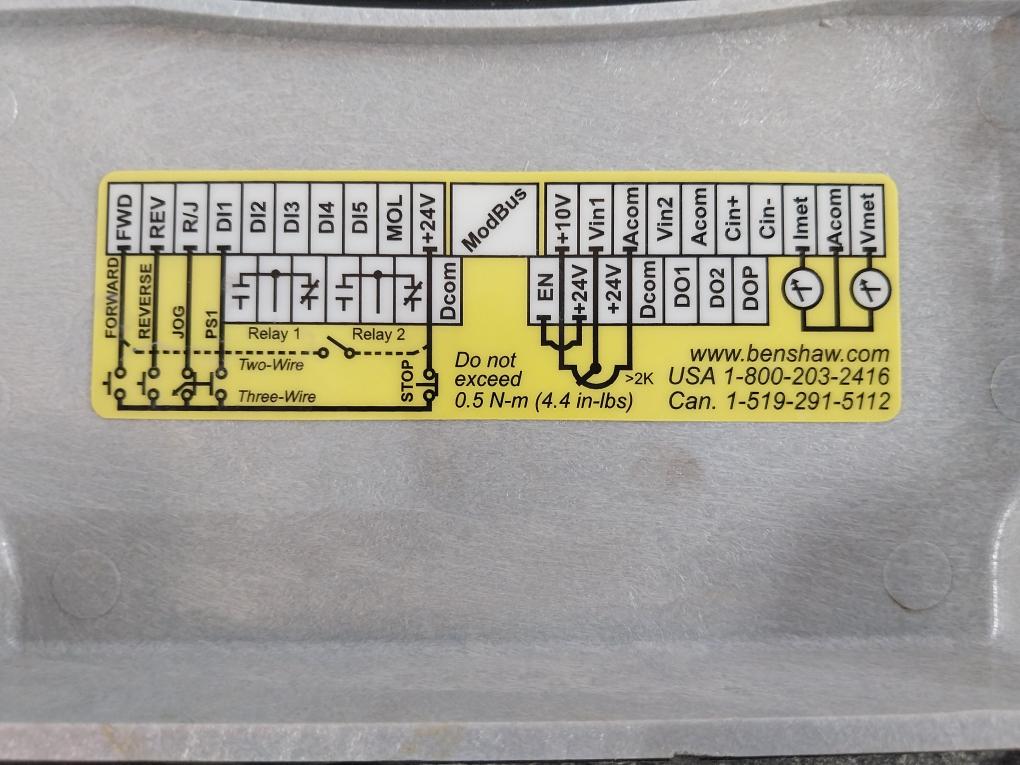 FWD REV R/J DI1 DI2 DI3 DI4 DI5 MOL +24V ModBus +10V Vin1 Acom Vin2 Acom Cin+ Cin- Imet Acom Vmet
Dcom EN +24V +24V Dcom DO1 DO2 DOP
FORWARD REVERSE JOG PS1
Relay 1 Relay 2
Two-Wire
Three-Wire
STOP
Do not
exceed
0.5 N-m (4.4 in-lbs)
>2K
www.benshaw.com
USA 1-800-203-2416
Can. 1-519-291-5112